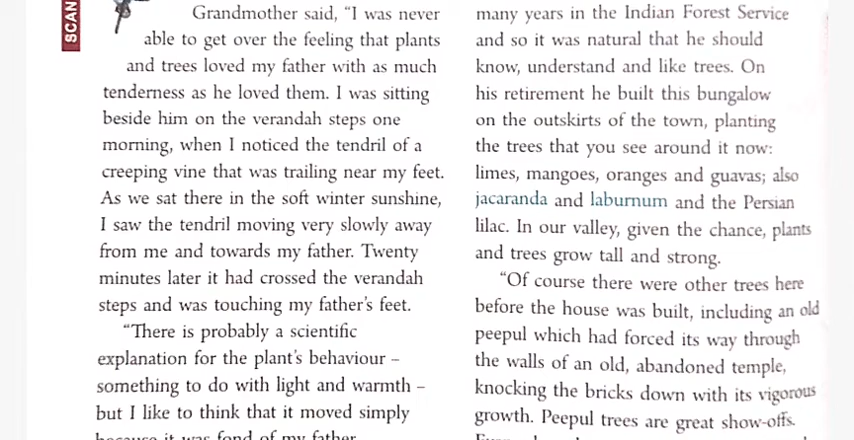 SCAN
Grandmother said, “I was never
able to get over the feeling that plants
and trees loved my father with as much
tenderness as he loved them. I was sitting
beside him on the verandah steps one
morning, when I noticed the tendril of a
creeping vine that was trailing near my feet.
As we sat there in the soft winter sunshine,
I saw the tendril moving very slowly away
from me and towards my father. Twenty
minutes later it had crossed the verandah
steps and was touching my father’s feet.
“There is probably a scientific
explanation for the plant’s behaviour –
something to do with light and warmth –
but I like to think that it moved simply
because it was fond of my father
many years in the Indian Forest Service
and so it was natural that he should
know, understand and like trees. On
his retirement he built this bungalow
on the outskirts of the town, planting
the trees that you see around it now:
limes, mangoes, oranges and guavas; also
jacaranda and laburnum and the Persian
lilac. In our valley, given the chance, plants
and trees grow tall and strong.
“Of course there were other trees here
before the house was built, including an old
peepul which had forced its way through
the walls of an old, abandoned temple,
knocking the bricks down with its vigorous
growth. Peepul trees are great show-offs.